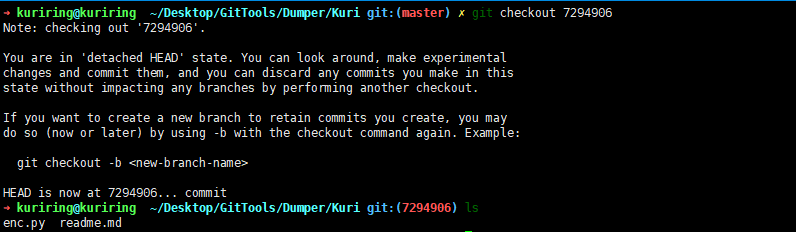 → kuriring@kuriring ~/Desktop/GitTools/Dumper/Kuri git:(master) ✗ git checkout 7294906
Note: checking out '7294906'.
You are in 'detached HEAD' state. You can look around, make experimental
changes and commit them, and you can discard any commits you make in this
state without impacting any branches by performing another checkout.
If you want to create a new branch to retain commits you create, you may
do so (now or later) by using -b with the checkout command again. Example:
git checkout -b <new-branch-name>
HEAD is now at 7294906... commit
→ kuriring@kuriring ~/Desktop/GitTools/Dumper/Kuri git:(7294906) ls
enc.py readme.md